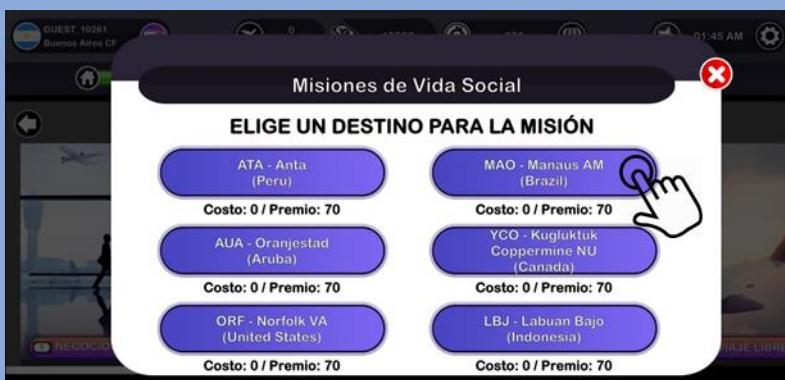 GUEST_10261
Buenos Aires CF
0
01:45 AM
Misiones de Vida Social
ELIGE UN DESTINO PARA LA MISIÓN
ATA - Anta
(Peru)
MAO - Manaus AM
(Brazil)
Costo: 0 / Premio: 70
Costo: 0 / Premio: 70
AUA - Oranjestad
(Aruba)
YCO - Kugluktuk
Coppermine NU
(Canada)
Costo: 0 / Premio: 70
Costo: 0 / Premio: 70
ORF - Norfolk VA
(United States)
LBJ - Labuan Bajo
(Indonesia)
Costo: 0 / Premio: 70
Costo: 0 / Premio: 70
NEGOCIO
IAJE LIBRE